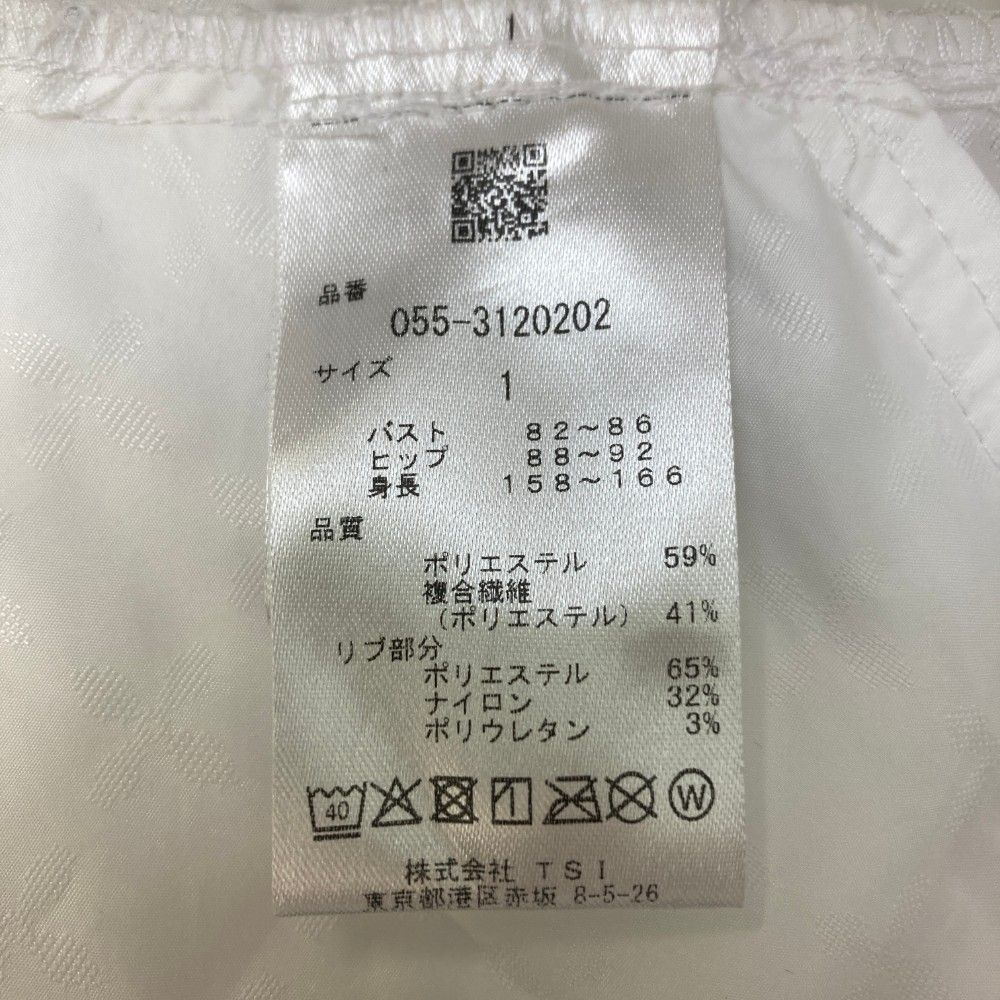 品番
055-3120202
サイズ 1
バスト 82～86
ヒップ 88～92
身長 158～166
品質
ポリエステル 59%
複合繊維
(ポリエステル) 41%
リブ部分
ポリエステル 65%
ナイロン 32%
ポリウレタン 3%
40 W
株式会社 TSI
東京都港区赤坂 8-5-26